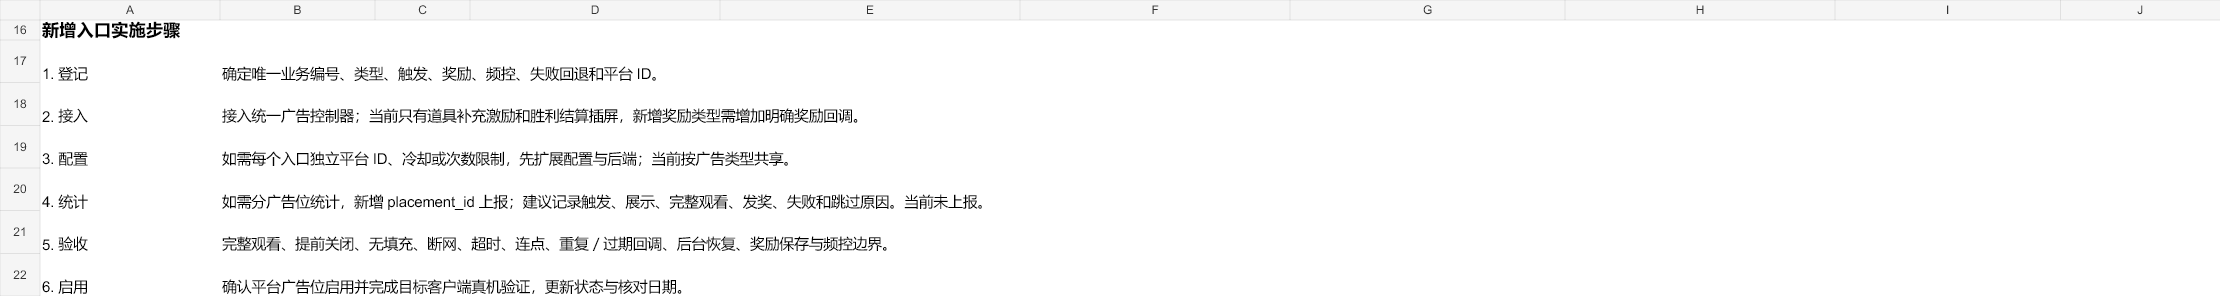 A B C D E F G H I J
16 新增入口实施步骤
17 1. 登记 确定唯一业务编号、类型、触发、奖励、频控、失败回退和平台 ID。
18 2. 接入 接入统一广告控制器；当前只有道具补充激励和胜利结算插屏，新增奖励类型需增加明确奖励回调。
19 3. 配置 如需每个入口独立平台 ID、冷却或次数限制，先扩展配置与后端；当前按广告类型共享。
20 4. 统计 如需分广告位统计，新增 placement_id 上报；建议记录触发、展示、完整观看、发奖、失败和跳过原因。当前未上报。
21 5. 验收 完整观看、提前关闭、无填充、断网、超时、连点、重复 / 过期回调、后台恢复、奖励保存与频控边界。
22 6. 启用 确认平台广告位启用并完成目标客户端真机验证，更新状态与核对日期。